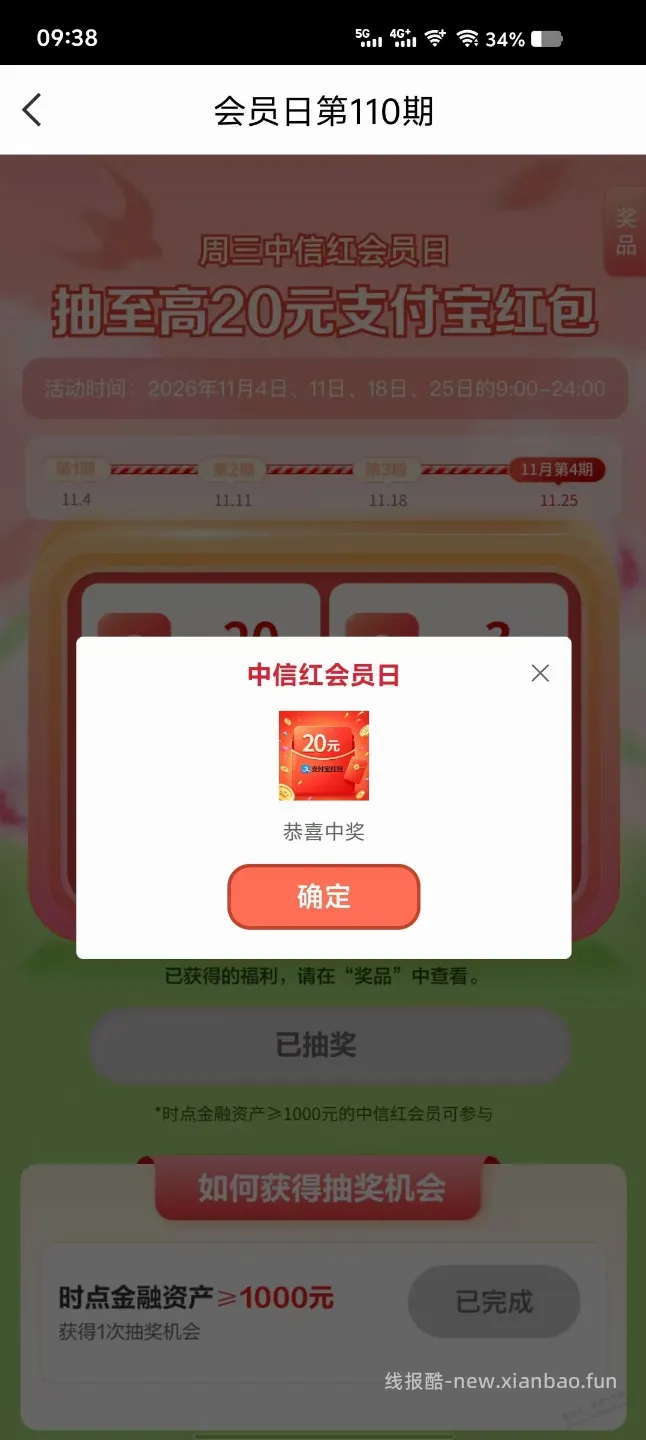 09:38
5G 4G+ 34%
会员日第110期
奖品
周三中信红会员日
抽至高20元支付宝红包
活动时间：2026年11月4日、11日、18日、25日的9:00-24:00
第1期 第2期 第3期 11月第4期
11.4 11.11 11.18 11.25
20 2
中信红会员日
20元
支付宝红包
恭喜中奖
确定
已获得的福利，请在“奖品”中查看。
已抽奖
*时点金融资产≥1000元的中信红会员可参与
如何获得抽奖机会
时点金融资产≥1000元
已完成
获得1次抽奖机会
线报酷-new.xianbao.fun